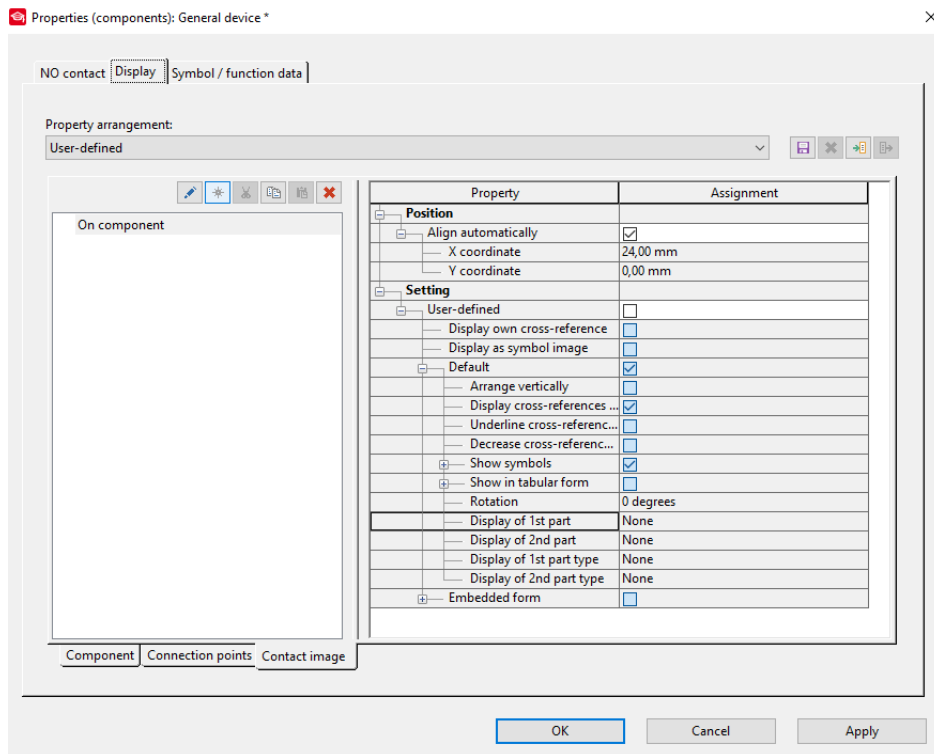 Properties (components): General device *
NO contact Display Symbol / function data
Property arrangement:
User-defined
Property Assignment
On component
Position
Align automatically
X coordinate 24,00 mm
Y coordinate 0,00 mm
Setting
User-defined
Display own cross-reference
Display as symbol image
Default
Arrange vertically
Display cross-references ...
Underline cross-referenc...
Decrease cross-referenc...
Show symbols
Show in tabular form
Rotation 0 degrees
Display of 1st part None
Display of 2nd part None
Display of 1st part type None
Display of 2nd part type None
Embedded form
Component Connection points Contact image
OK Cancel Apply